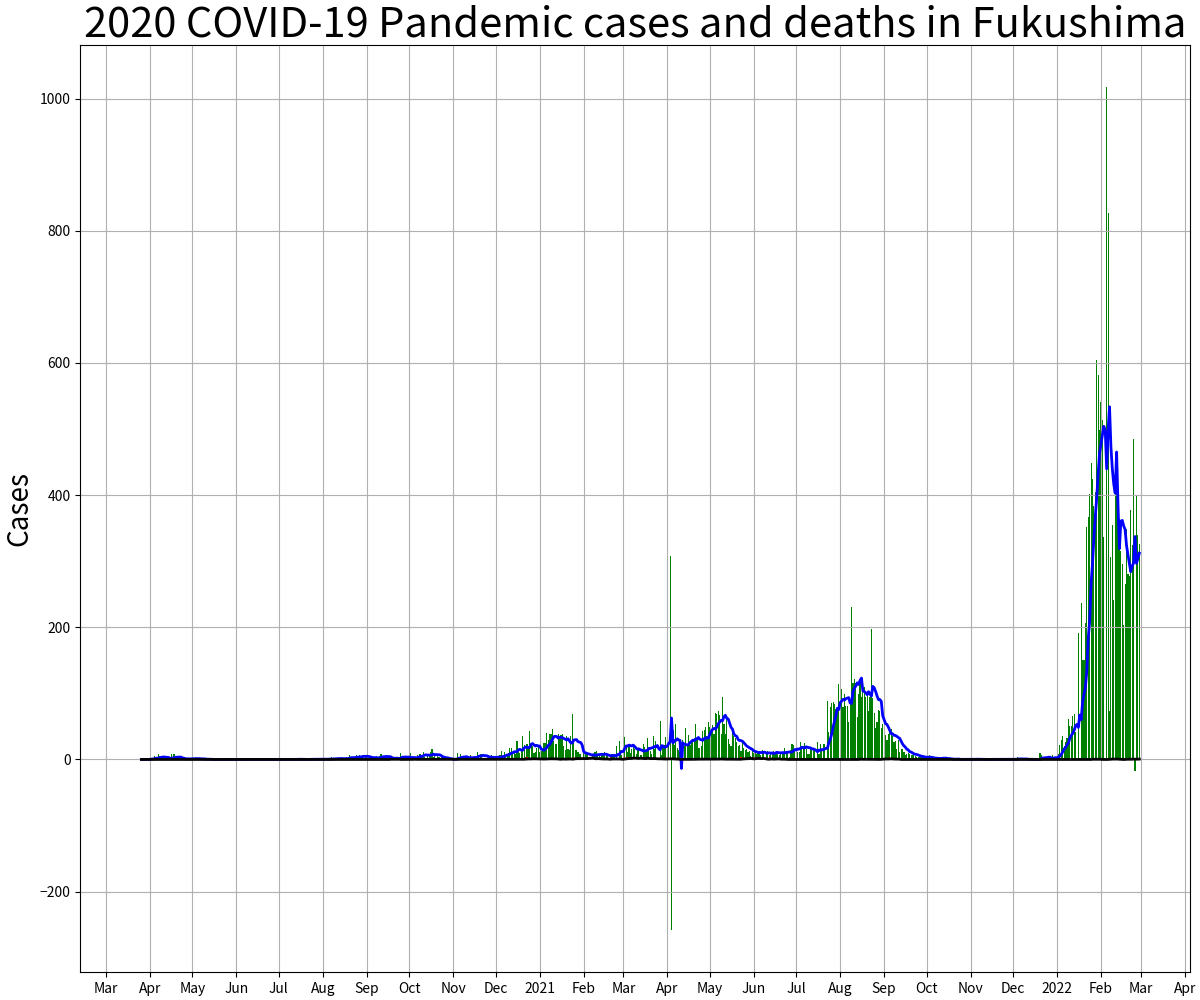 2020 COVID-19 Pandemic cases and deaths in Fukushima
Cases
1000
800
600
400
200
0
−200
Mar Apr May Jun Jul Aug Sep Oct Nov Dec 2021 Feb Mar Apr May Jun Jul Aug Sep Oct Nov Dec 2022 Feb Mar Apr